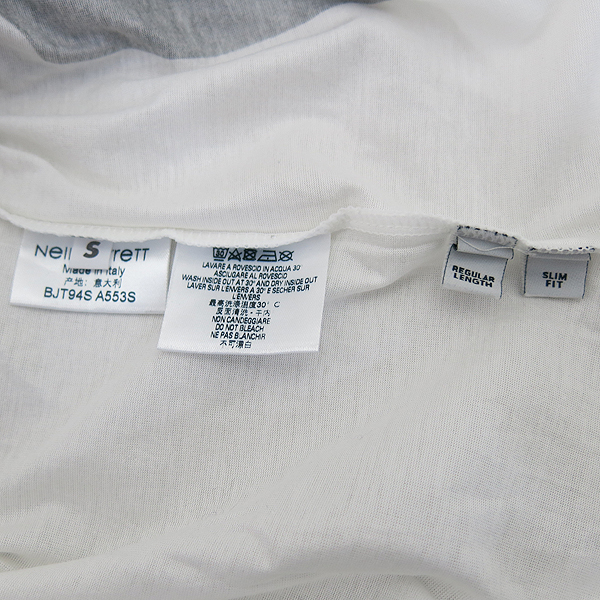 Neil S rrett
Made in Italy
产地: 意大利
BJT94S A553S
LAVARE A ROVESCIO IN ACQUA 30°
ASCIUGARE AL ROVESCIO
WASH INSIDE OUT AT 30° AND DRY INSIDE OUT
LAVER SUR L'ENVERS A 30° E SECHER SUR
L'ENVERS
最高洗涤温度30° C
反面清洗,干内
NON CANDEGGIARE
DO NOT BLEACH
NE PAS BLANCHIR
不可漂白
REGULAR
LENGTH
SLIM
FIT